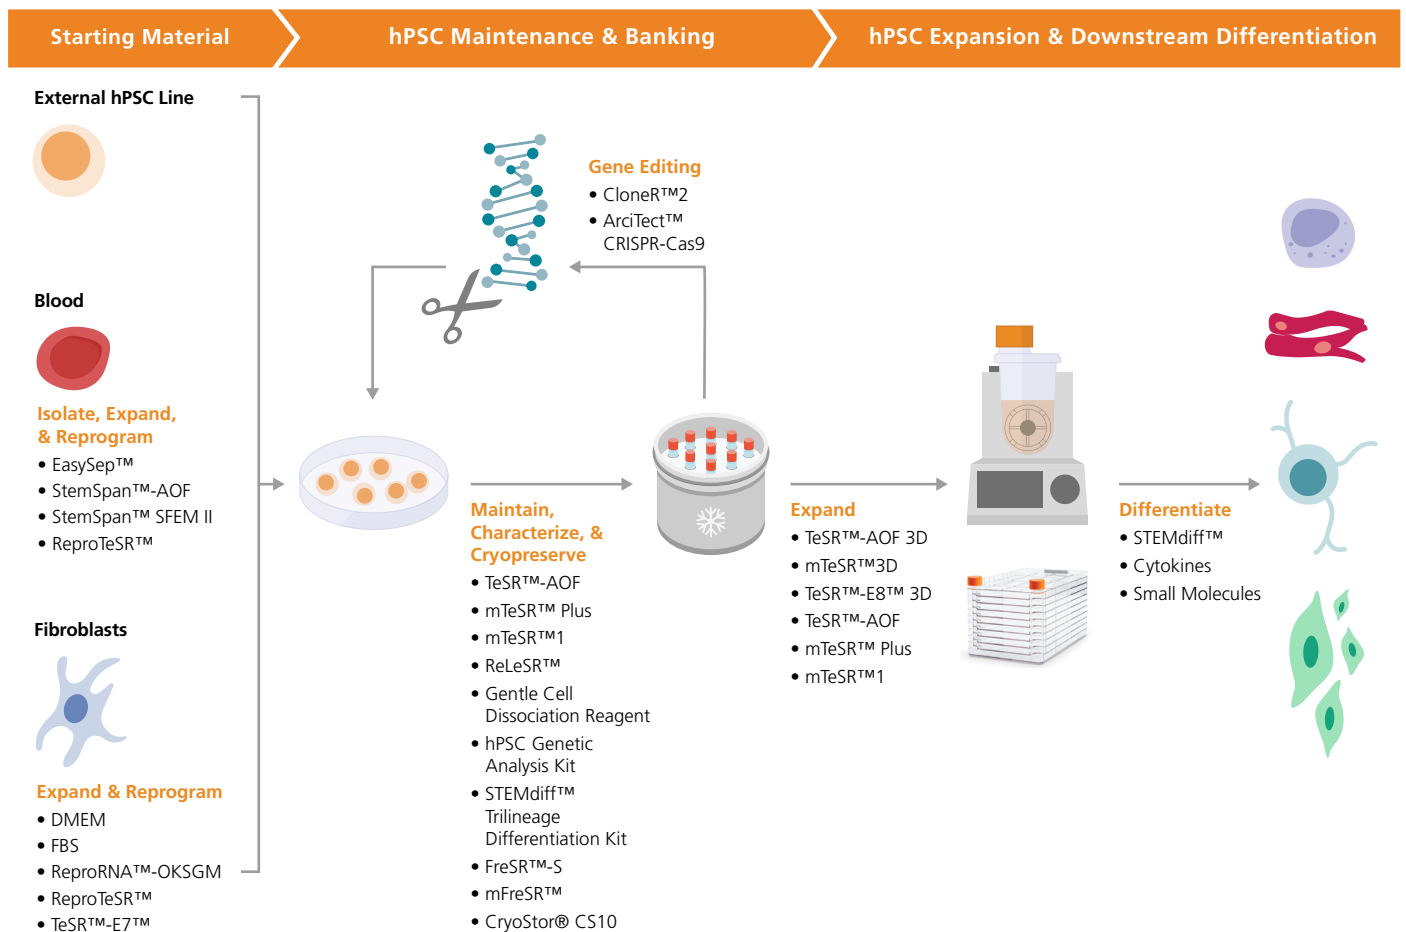 Starting Material
hPSC Maintenance & Banking
hPSC Expansion & Downstream Differentiation
External hPSC Line
Blood
Isolate, Expand,
& Reprogram
• EasySep™
• StemSpan™-AOF
• StemSpan™ SFEM II
• ReproTeSR™
Fibroblasts
Expand & Reprogram
• DMEM
• FBS
• ReproRNA™-OKSGM
• ReproTeSR™
• TeSR™-E7™
Gene Editing
• CloneR™2
• ArciTect™
CRISPR-Cas9
Maintain,
Characterize, &
Cryopreserve
• TeSR™-AOF
• mTeSR™ Plus
• mTeSR™1
• ReLeSR™
• Gentle Cell
Dissociation Reagent
• hPSC Genetic
Analysis Kit
• STEMdiff™
Trilineage
Differentiation Kit
• FreSR™-S
• mFreSR™
• CryoStor® CS10
Expand
• TeSR™-AOF 3D
• mTeSR™3D
• TeSR™-E8™ 3D
• TeSR™-AOF
• mTeSR™ Plus
• mTeSR™1
Differentiate
• STEMdiff™
• Cytokines
• Small Molecules